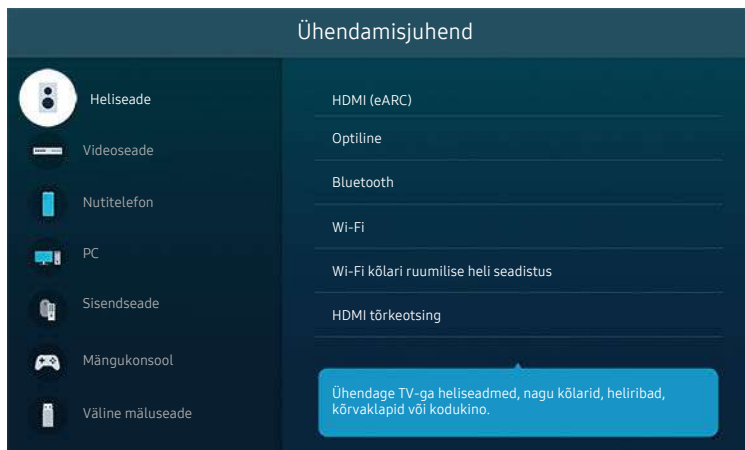 Ühendamisjuhend
Heliseade
Videoseade
Nutitelefon
PC
Sisendseade
Mängukonsool
Väline mäluseade
HDMI (eARC)
Optiline
Bluetooth
Wi-Fi
Wi-Fi kõlari ruumilise heli seadistus
HDMI tõrkeotsing
Ühendage TV-ga heliseadmed, nagu kõlarid, heliribad,
kõrvaklapid või kodukino.